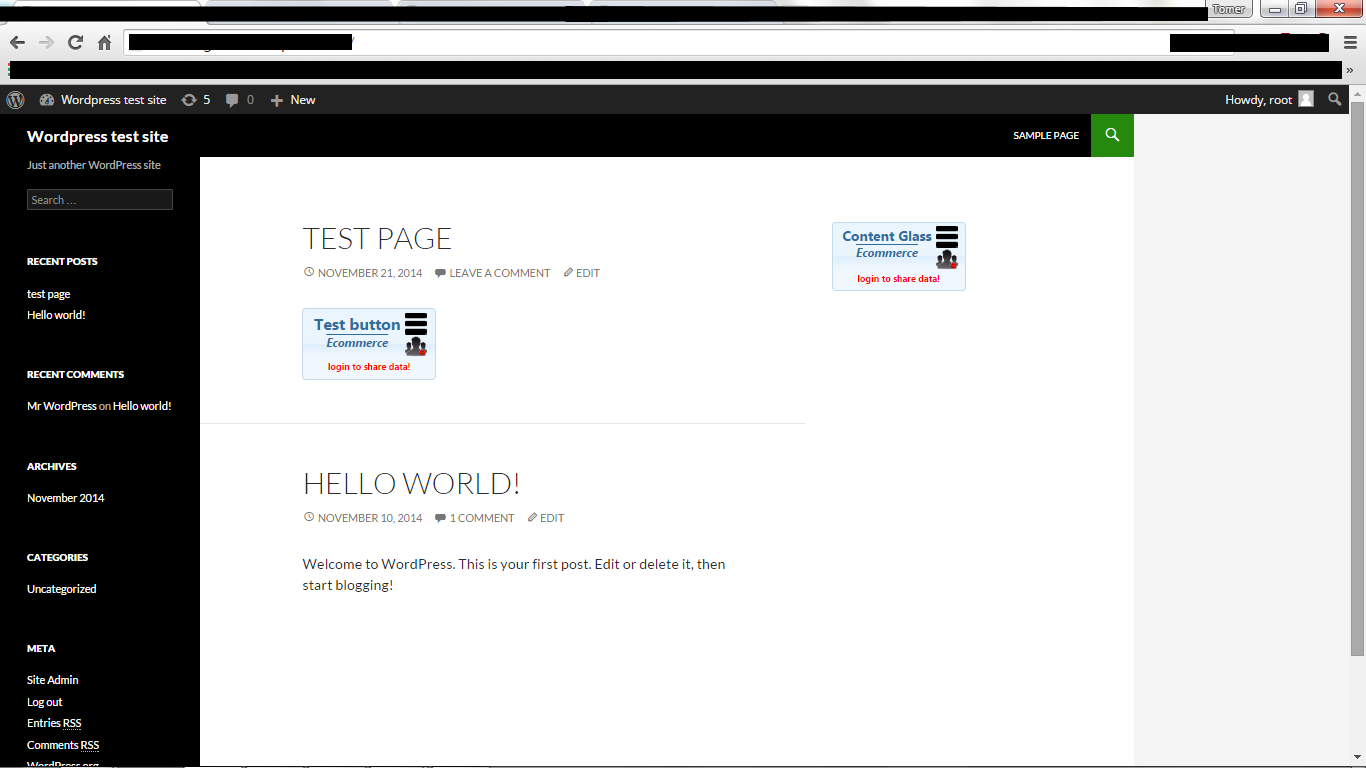 Tomer
»
Wordpress test site 5 0 New Howdy, root
Wordpress test site
Just another WordPress site
Search …
RECENT POSTS
test page
Hello world!
RECENT COMMENTS
Mr WordPress on Hello world!
ARCHIVES
November 2014
CATEGORIES
Uncategorized
META
Site Admin
Log out
Entries RSS
Comments RSS
WordPress.org
SAMPLE PAGE
TEST PAGE
NOVEMBER 21, 2014 LEAVE A COMMENT EDIT
Test button
Ecommerce
login to share data!
HELLO WORLD!
NOVEMBER 10, 2014 1 COMMENT EDIT
Welcome to WordPress. This is your first post. Edit or delete it, then
start blogging!
Content Glass
Ecommerce
login to share data!